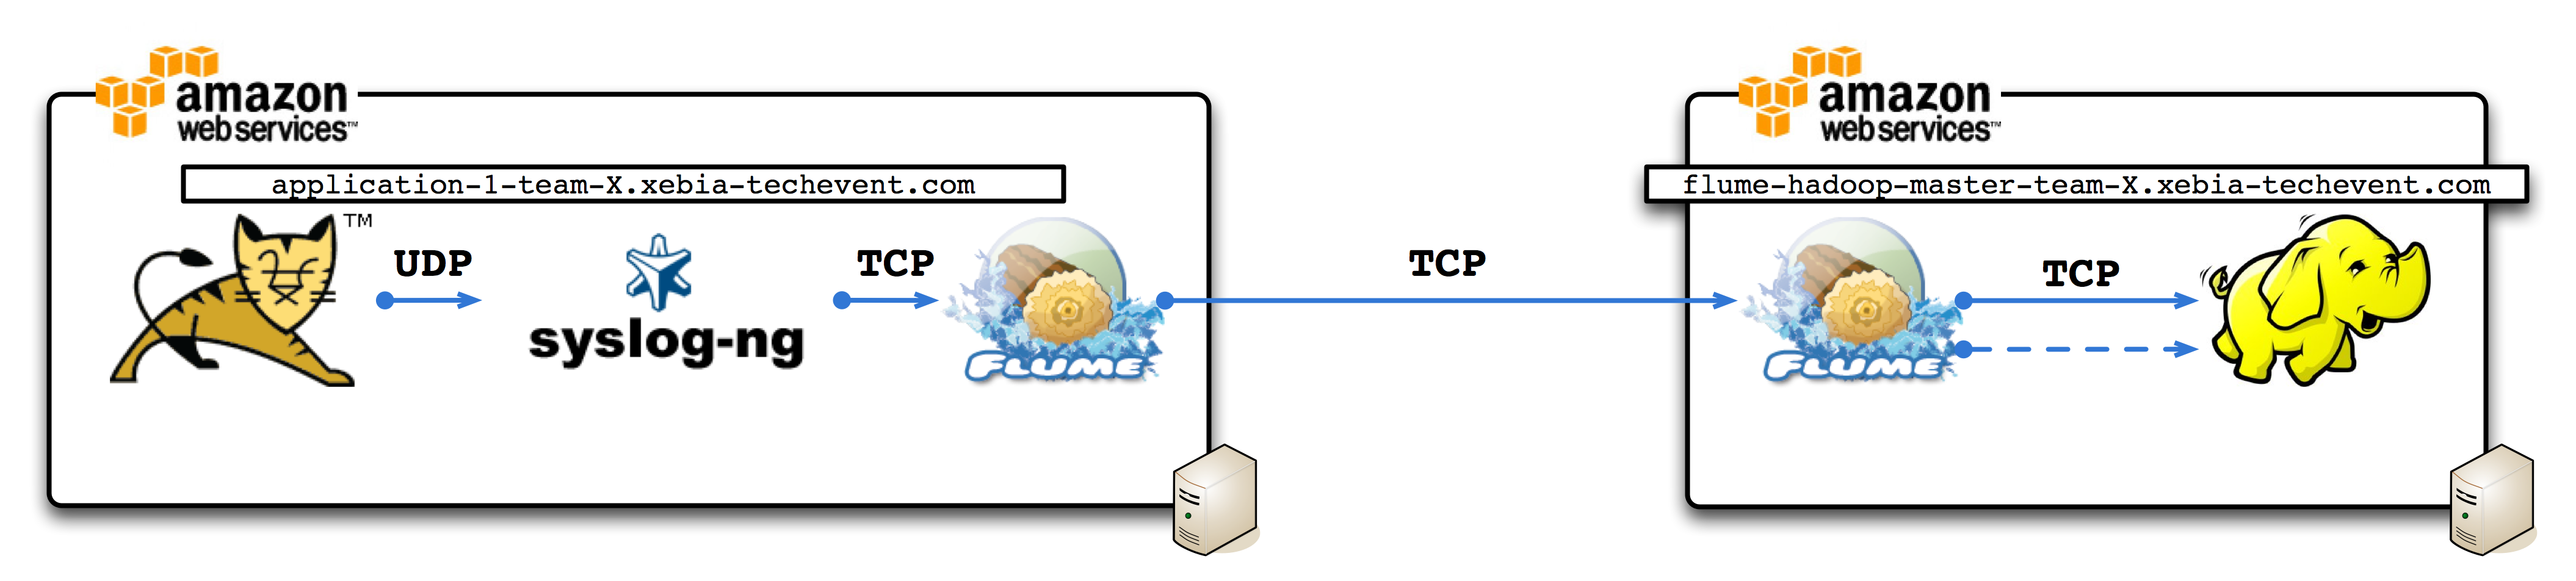 amazon
web services™
application-1-team-X.xebia-techevent.com
TM
UDP
syslog-ng
TCP
FLUME
TCP
amazon
web services™
flume-hadoop-master-team-X.xebia-techevent.com
FLUME
TCP